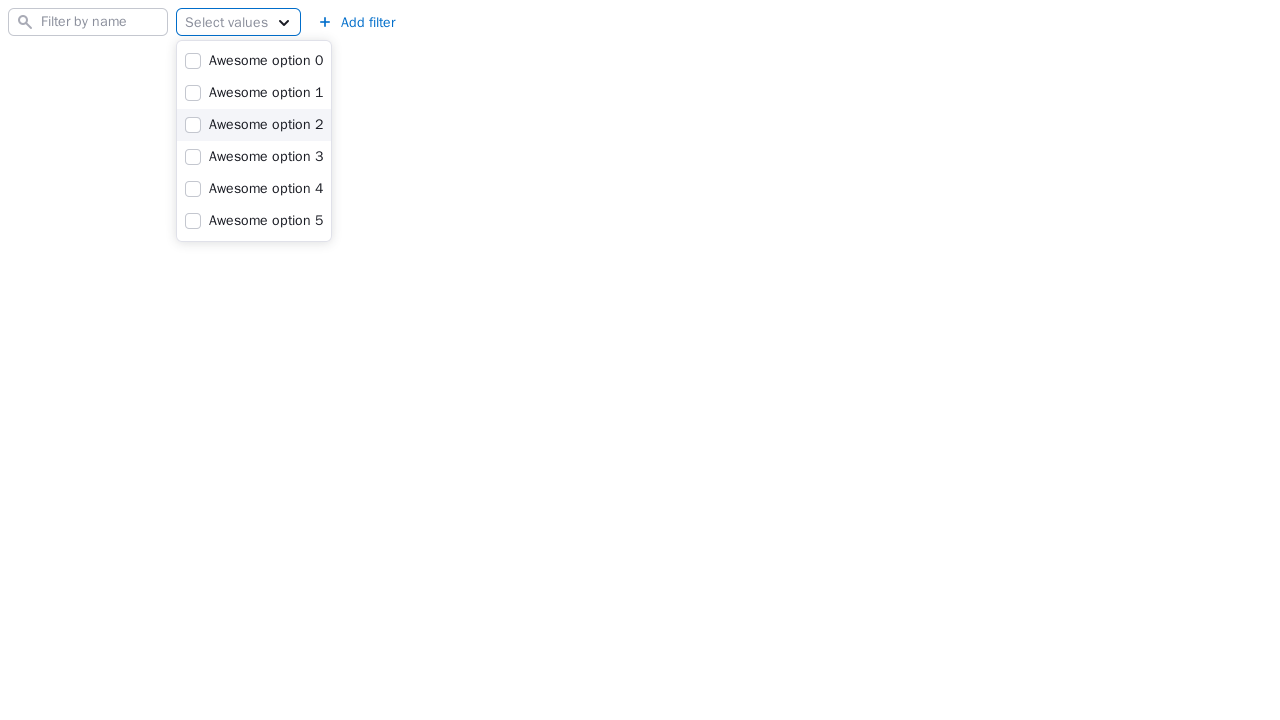 Filter by name
Select values
Add filter
Awesome option 0
Awesome option 1
Awesome option 2
Awesome option 3
Awesome option 4
Awesome option 5